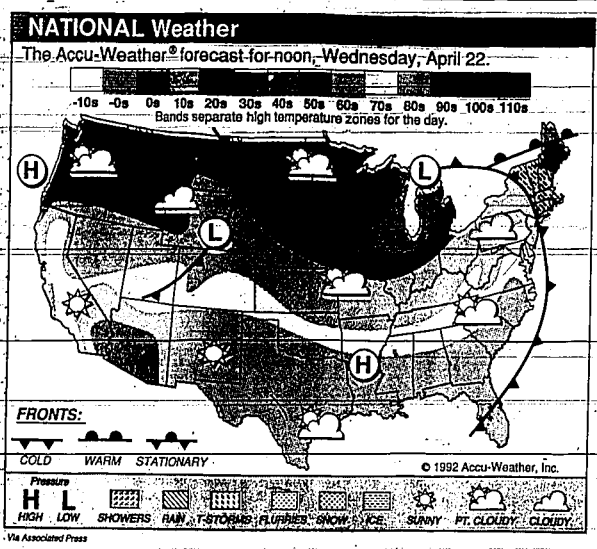 NATIONAL Weather
The Accu-Weather® forecast for noon, Wednesday, April 22.
-10s -0s 0s 10s 20s 30s 40s 50s 60s 70s 80s 90s 100s 110s
Bands separate high temperature zones for the day.
H
L
L
H
FRONTS:
COLD WARM STATIONARY
© 1992 Accu-Weather, Inc.
Pressure
H L
HIGH LOW SHOWERS RAIN T-STORMS FLURRIES SNOW ICE SUNNY PT. CLOUDY CLOUDY
Via Associated Press